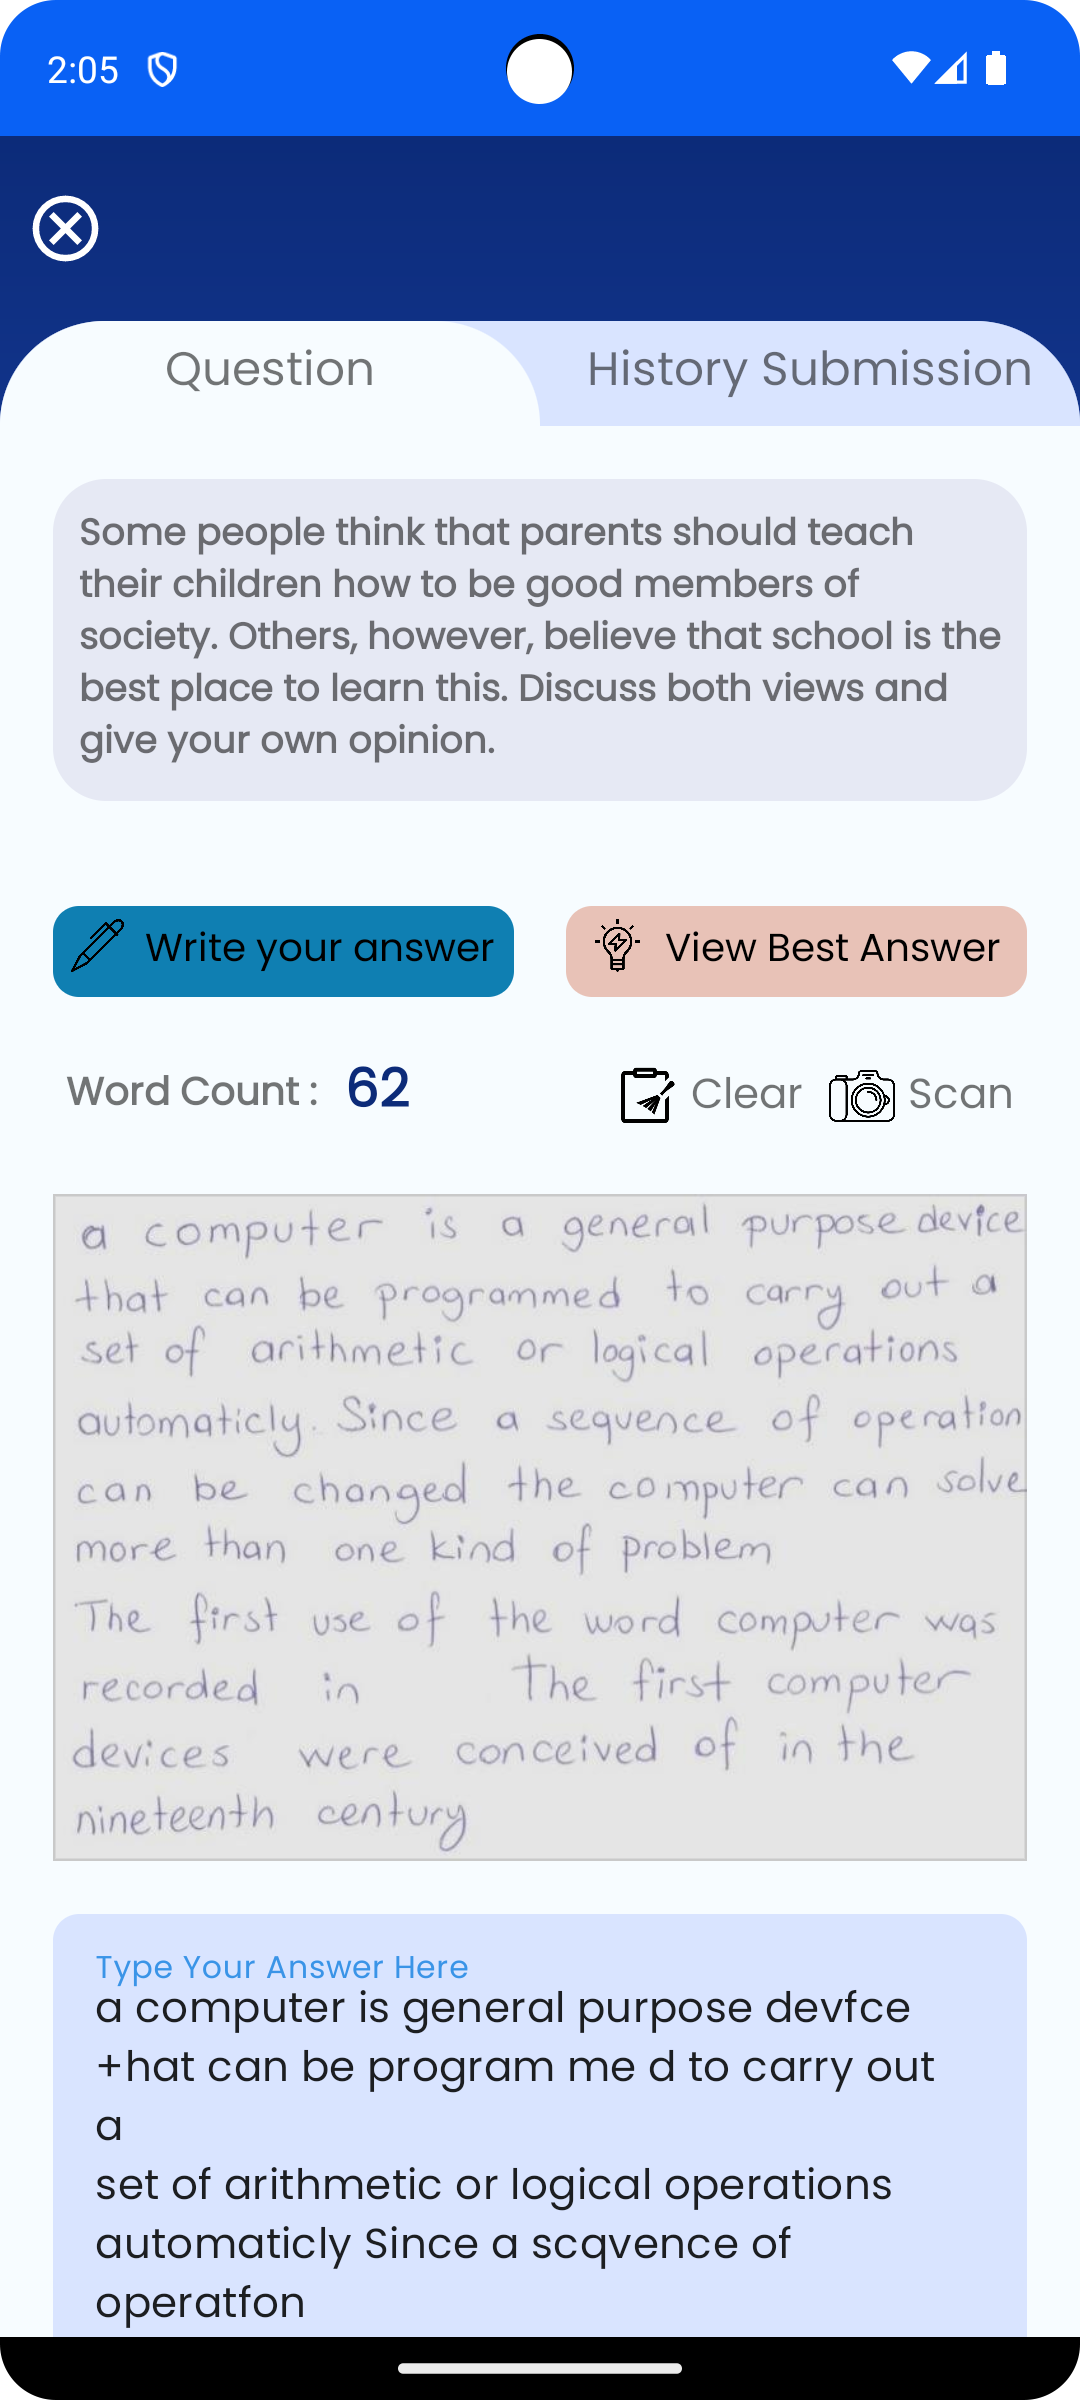 2:05
Question
History Submission
Some people think that parents should teach
their children how to be good members of
society. Others, however, believe that school is the
best place to learn this. Discuss both views and
give your own opinion.
Write your answer
View Best Answer
Word Count : 62
Clear
Scan
a computer is a general purpose device
that can be programmed to carry out a
set of arithmetic or logical operations
automaticly. Since a sequence of operation
can be changed the computer can solve
more than one kind of problem
The first use of the word computer was
recorded in The first computer
devices were conceived of in the
nineteenth century
Type Your Answer Here
a computer is general purpose devfce
+hat can be program me d to carry out
a
set of arithmetic or logical operations
automaticly Since a scqvence of
operatfon